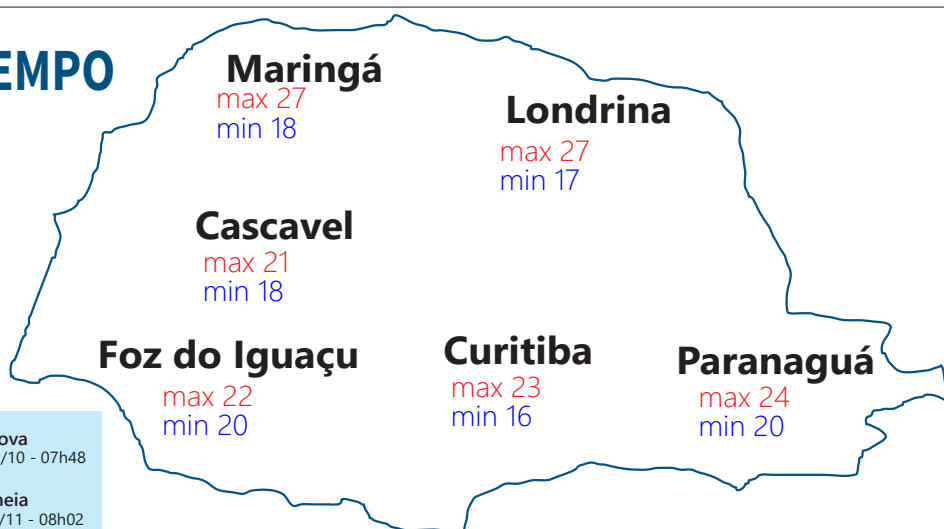 EMPO
Maringá
max 27
min 18
Londrina
max 27
min 17
Cascavel
max 21
min 18
Foz do Iguaçu
max 22
min 20
Curitiba
max 23
min 16
Paranaguá
max 24
min 20
ova
/10 - 07h48
heia
/11 - 08h02